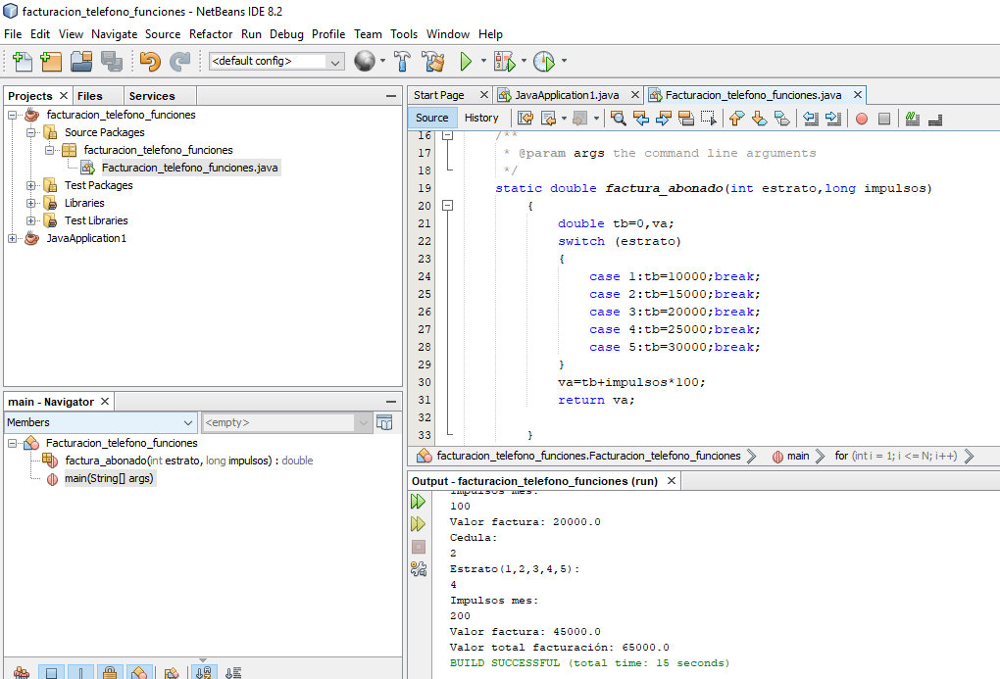 facturacion_telefono_funciones - NetBeans IDE 8.2
File Edit View Navigate Source Refactor Run Debug Profile Team Tools Window Help
<default config>
Projects Files Services
facturacion_telefono_funciones
Source Packages
facturacion_telefono_funciones
Facturacion_telefono_funciones.java
Test Packages
Libraries
Test Libraries
JavaApplication1
main - Navigator
Members <empty>
Facturacion_telefono_funciones
factura_abonado(int estrato, long impulsos) : double
main(String[] args)
Start Page JavaApplication1.java Facturacion_telefono_funciones.java
Source History
16 /**
17 * @param args the command line arguments
18 */
19 static double factura_abonado(int estrato,long impulsos)
20 {
21 double tb=0,va;
22 switch (estrato)
23 {
24 case 1:tb=10000;break;
25 case 2:tb=15000;break;
26 case 3:tb=20000;break;
27 case 4:tb=25000;break;
28 case 5:tb=30000;break;
29 }
30 va=tb+impulsos*100;
31 return va;
32
33 }
facturacion_telefono_funciones.Facturacion_telefono_funciones main for (int i = 1; i <= N; i++)
Output - facturacion_telefono_funciones (run)
Impulsos mes:
100
Valor factura: 20000.0
Cedula:
2
Estrato(1,2,3,4,5):
4
Impulsos mes:
200
Valor factura: 45000.0
Valor total facturación: 65000.0
BUILD SUCCESSFUL (total time: 15 seconds)